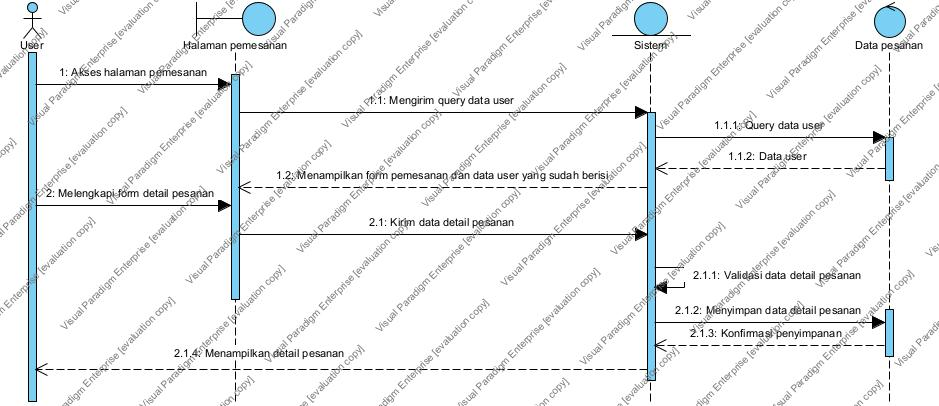 User
Halaman pemesanan
Sistem
Data pesanan
1: Akses halaman pemesanan
1.1: Mengirim query data user
1.1.1: Query data user
1.1.2: Data user
1.2: Menampilkan form pemesanan dan data user yang sudah berisi
2: Melengkapi form detail pesanan
2.1: Kirim data detail pesanan
2.1.1: Validasi data detail pesanan
2.1.2: Menyimpan data detail pesanan
2.1.3: Konfirmasi penyimpanan
2.1.4: Menampilkan detail pesanan
Visual Paradigm Enterprise [evaluation copy]